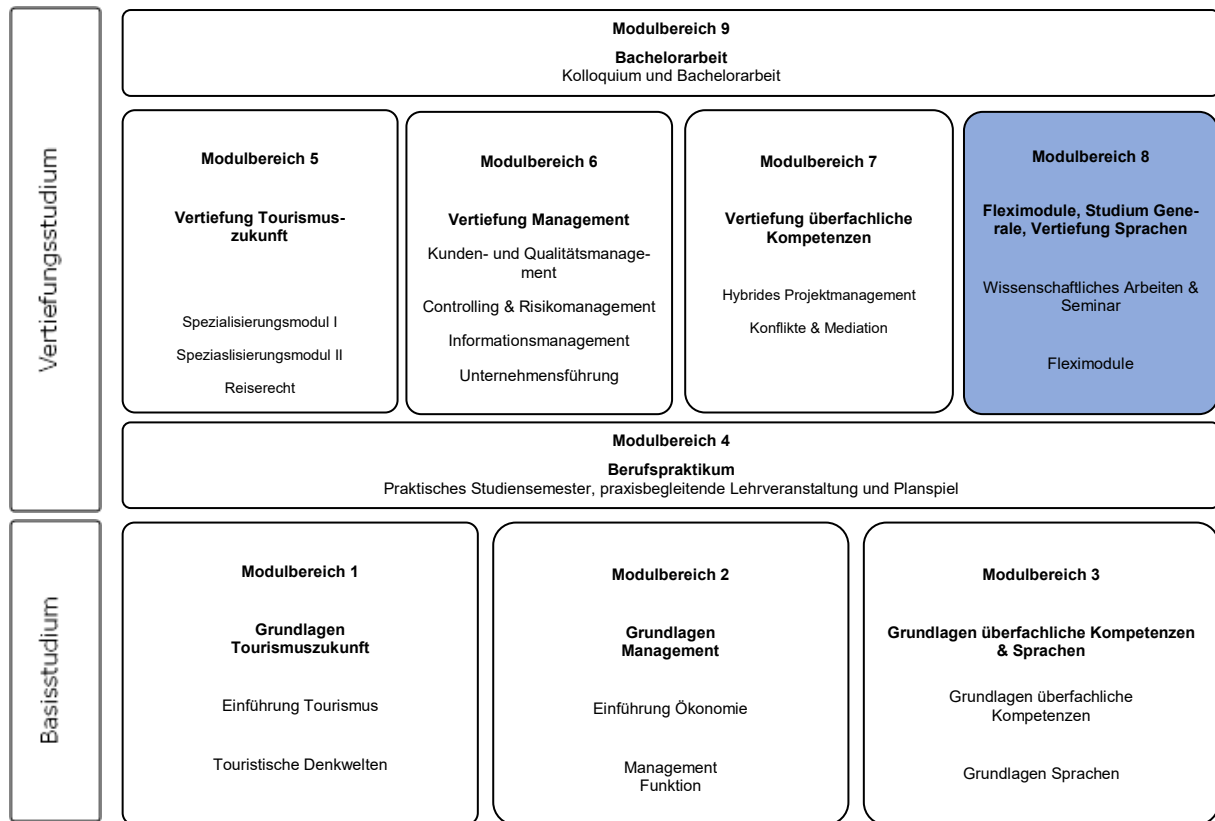 Vertiefungsstudium
Modulbereich 9
Bachelorarbeit
Kolloquium und Bachelorarbeit
Modulbereich 5
Vertiefung Tourismus-
zukunft
Spezialisierungsmodul I
Speziaslisierungsmodul II
Reiserecht
Modulbereich 6
Vertiefung Management
Kunden- und Qualitätsmanage-
ment
Controlling & Risikomanagement
Informationsmanagement
Unternehmensführung
Modulbereich 7
Vertiefung überfachliche
Kompetenzen
Hybrides Projektmanagement
Konflikte & Mediation
Modulbereich 8
Fleximodule, Studium Gene-
rale, Vertiefung Sprachen
Wissenschaftliches Arbeiten &
Seminar
Fleximodule
Modulbereich 4
Berufspraktikum
Praktisches Studiensemester, praxisbegleitende Lehrveranstaltung und Planspiel
Basisstudium
Modulbereich 1
Grundlagen
Tourismuszukunft
Einführung Tourismus
Touristische Denkwelten
Modulbereich 2
Grundlagen
Management
Einführung Ökonomie
Management
Funktion
Modulbereich 3
Grundlagen überfachliche Kompetenzen
& Sprachen
Grundlagen überfachliche
Kompetenzen
Grundlagen Sprachen